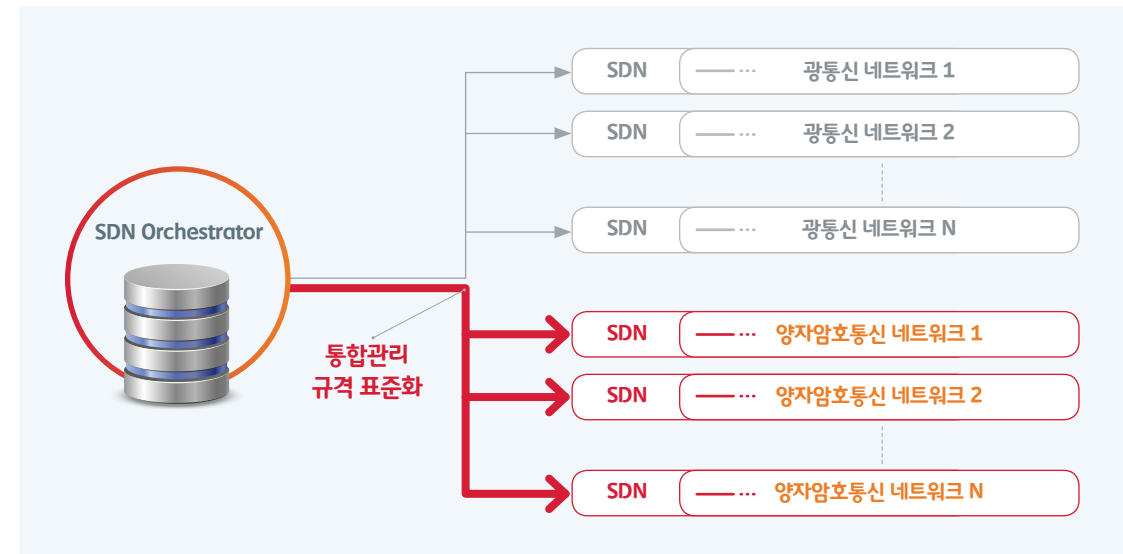 SDN Orchestrator
통합관리
규격 표준화
SDN 광통신 네트워크 1
SDN 광통신 네트워크 2
SDN 광통신 네트워크 N
SDN 양자암호통신 네트워크 1
SDN 양자암호통신 네트워크 2
SDN 양자암호통신 네트워크 N